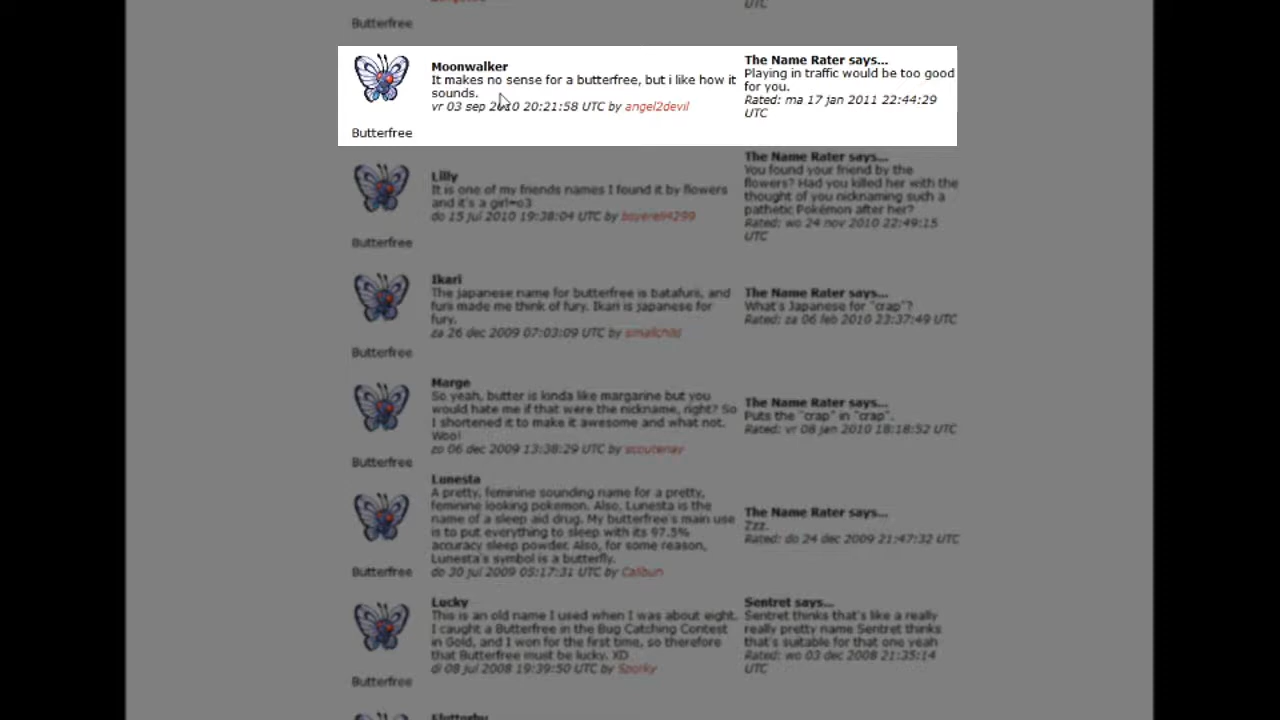 UTC
Butterfree
Moonwalker
It makes no sense for a butterfree, but i like how it
sounds.
vr 03 sep 2010 20:21:58 UTC by angel2devil
The Name Rater says...
Playing in traffic would be too good
for you.
Rated: ma 17 jan 2011 22:44:29
UTC
Butterfree
Lilly
It is one of my friends names I found it by flowers
and it's a girl=o3
do 15 jul 2010 19:38:04 UTC by
The Name Rater says...
You found your friend by the
flowers? Had you killed her with the
thought of you nicknaming such a
pathetic Pokémon after her?
Rated: wo 24 nov 2010 22:49:15
UTC
Butterfree
Ikari
The japanese name for butterfree is batafurii, and
furii made me think of fury. Ikari is japanese for
fury.
za 26 dec 2009 07:03:09 UTC by smallchild
The Name Rater says...
What's Japanese for "crap"?
Rated: za 06 feb 2010 23:37:49 UTC
Butterfree
Marge
So yeah, butter is kinda like margarine but you
would hate me if that were the nickname, right? So
I shortened it to make it awesome and what not.
Woo!
zo 06 dec 2009 13:38:29 UTC by scoutenay
The Name Rater says...
Puts the "crap" in "crap".
Rated: vr 08 jan 2010 18:18:52 UTC
Butterfree
Lunesta
A pretty, feminine sounding name for a pretty,
feminine looking pokemon. Also, Lunesta is the
name of a sleep aid drug. My butterfree's main use
is to put everything to sleep with its 97.5%
accuracy sleep powder. Also, for some reason,
Lunesta's symbol is a butterfly.
do 30 jul 2009 05:17:31 UTC by Calibun
The Name Rater says...
Zzz.
Rated: do 24 dec 2009 21:47:32 UTC
Butterfree
Lucky
This is an old name I used when I was about eight.
I caught a Butterfree in the Bug Catching Contest
in Gold, and I won for the first time, so therefore
that Butterfree must be lucky. XD
di 08 jul 2008 19:39:50 UTC by Sporky
Sentret says...
Sentret thinks that's like a really
really pretty name Sentret thinks
that's suitable for that one yeah
Rated: wo 03 dec 2008 21:35:14
UTC
Butterfree
Flutterby